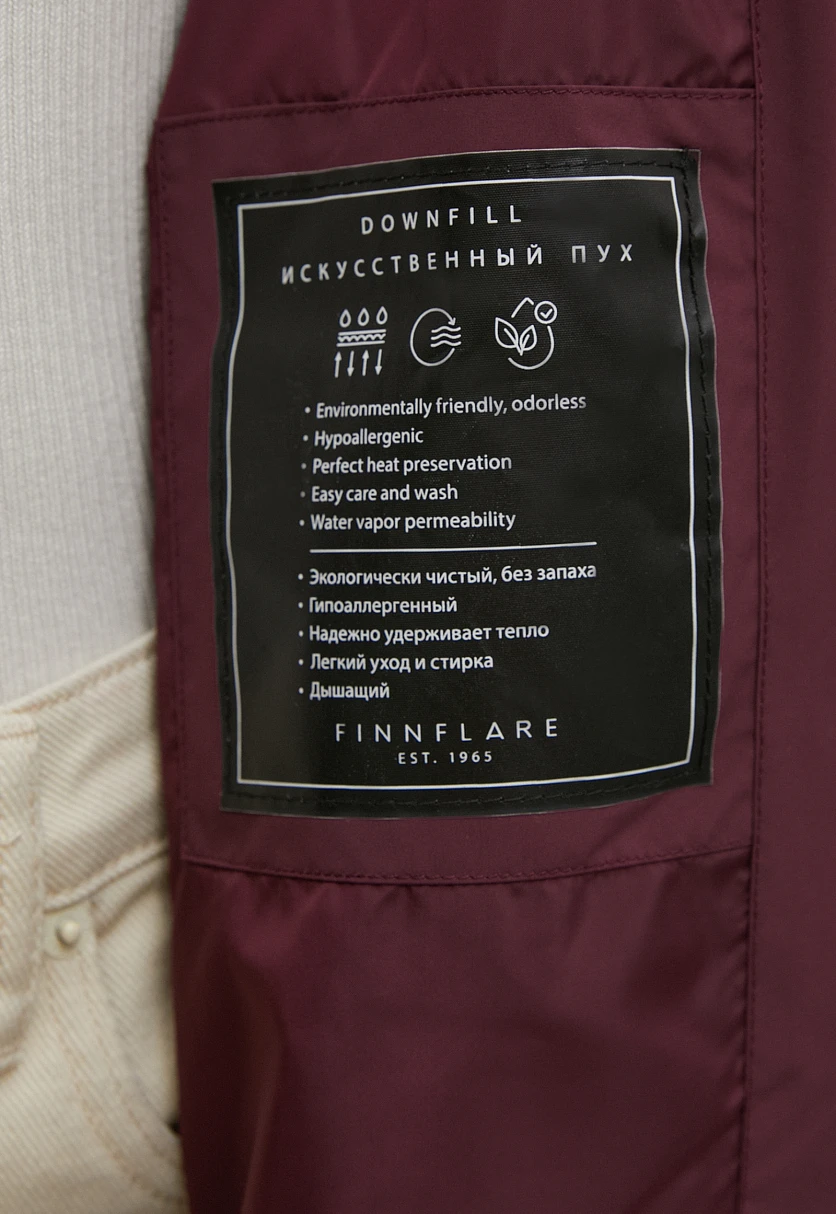 DOWNFILL
ИСКУССТВЕННЫЙ ПУХ
• Environmentally friendly, odorless
• Hypoallergenic
• Perfect heat preservation
• Easy care and wash
• Water vapor permeability
• Экологически чистый, без запаха
• Гипоаллергенный
• Надежно удерживает тепло
• Легкий уход и стирка
• Дышащий
FINNFLARE
EST. 1965